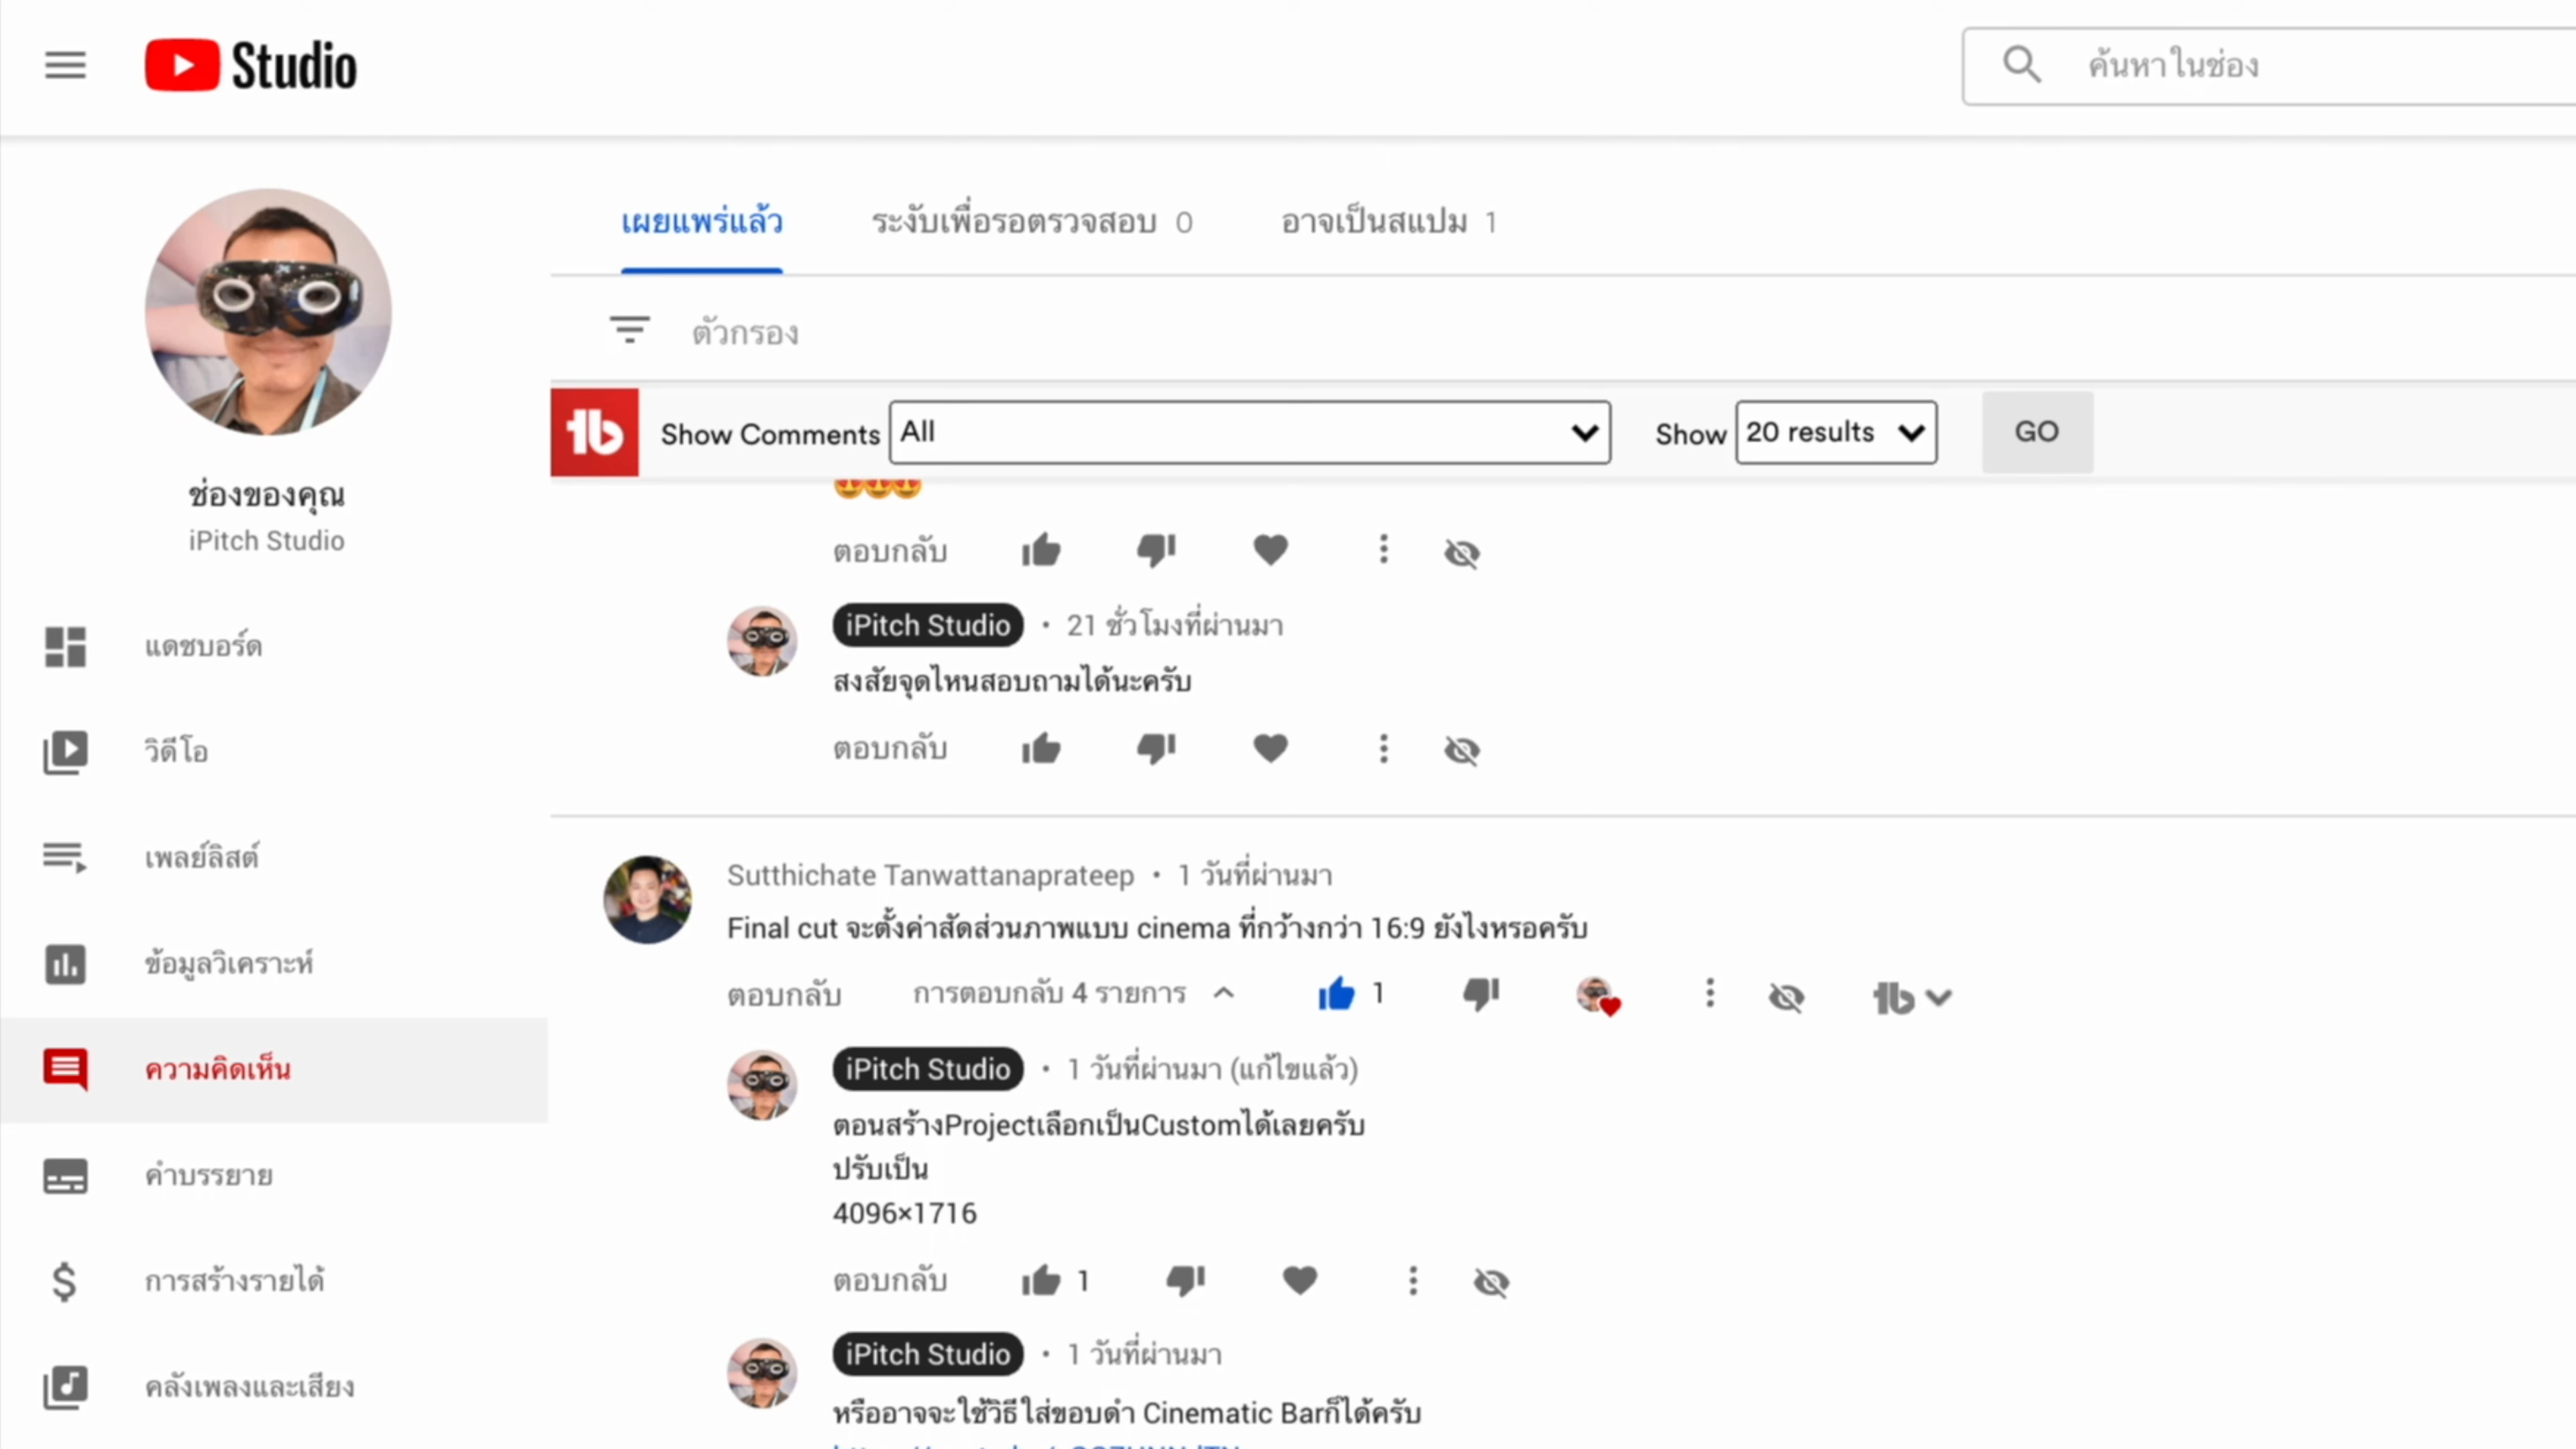 Studio
ค้นหาในช่อง
เผยแพร่แล้ว ระงับเพื่อรอตรวจสอบ 0 อาจเป็นสแปม 1
ตัวกรอง
Show Comments All Show 20 results GO
ช่องของคุณ
iPitch Studio
แดชบอร์ด
วิดีโอ
เพลย์ลิสต์
ข้อมูลวิเคราะห์
ความคิดเห็น
คำบรรยาย
การสร้างรายได้
คลังเพลงและเสียง
ตอบกลับ
iPitch Studio • 21 ชั่วโมงที่ผ่านมา
สงสัยจุดไหนสอบถามได้นะครับ
ตอบกลับ
Sutthichate Tanwattanaprateep • 1 วันที่ผ่านมา
Final cut จะตั้งค่าสัดส่วนภาพแบบ cinema ที่กว้างกว่า 16:9 ยังไงหรอครับ
ตอบกลับ การตอบกลับ 4 รายการ 1
iPitch Studio • 1 วันที่ผ่านมา (แก้ไขแล้ว)
ตอนสร้างProjectเลือกเป็นCustomได้เลยครับ
ปรับเป็น
4096×1716
ตอบกลับ 1
iPitch Studio • 1 วันที่ผ่านมา
หรืออาจจะใช้วิธีใส่ขอบดำ Cinematic Barก็ได้ครับ